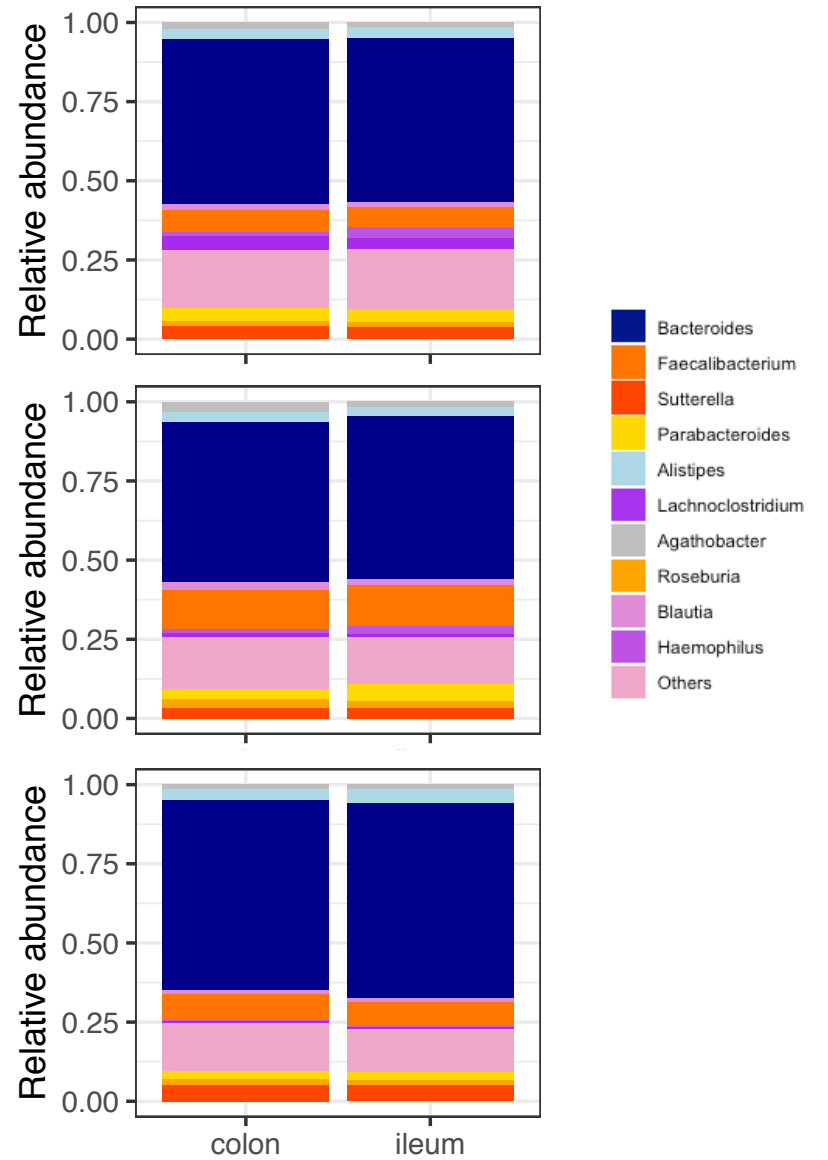 Relative abundance
1.00
0.75
0.50
0.25
0.00
Relative abundance
1.00
0.75
0.50
0.25
0.00
Relative abundance
1.00
0.75
0.50
0.25
0.00
colon ileum
Bacteroides
Faecalibacterium
Sutterella
Parabacteroides
Alistipes
Lachnoclostridium
Agathobacter
Roseburia
Blautia
Haemophilus
Others